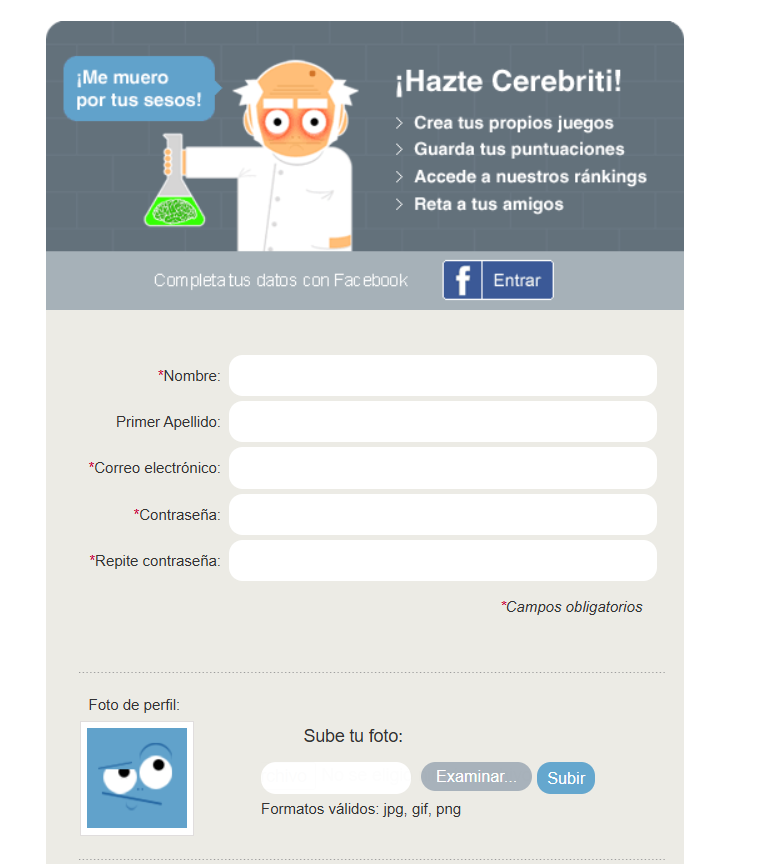 ¡Me muero
por tus sesos!
¡Hazte Cerebriti!
Crea tus propios juegos
Guarda tus puntuaciones
Accede a nuestros ránkings
Reta a tus amigos
Completa tus datos con Facebook
f Entrar
*Nombre:
Primer Apellido:
*Correo electrónico:
*Contraseña:
*Repite contraseña:
*Campos obligatorios
Foto de perfil:
Sube tu foto:
Examinar... Subir
Formatos válidos: jpg, gif, png